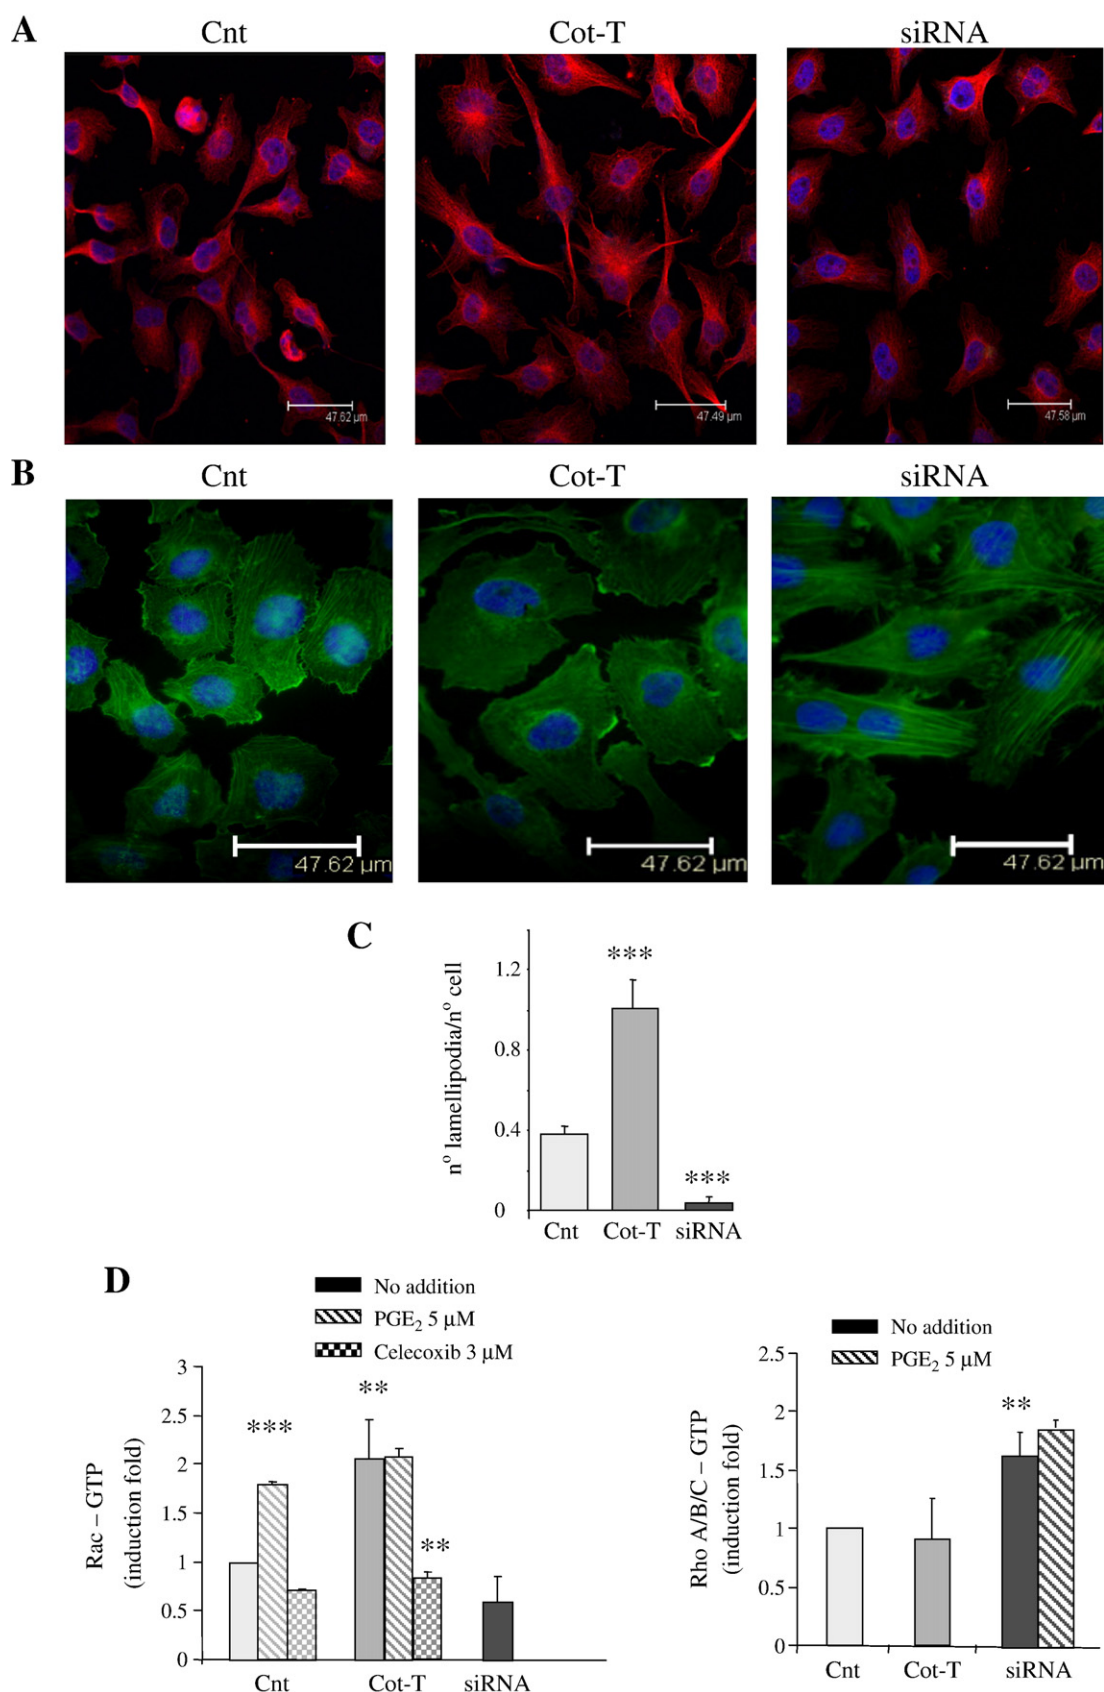 A
Cnt
Cot-T
siRNA
47.62 µm
47.49 µm
47.58 µm
B
Cnt
Cot-T
siRNA
47.62 µm
47.62 µm
47.62 µm
C
nº lamellipodia/nº cell
1.2
0.8
0.4
0
***
***
Cnt
Cot-T
siRNA
D
No addition
PGE₂ 5 µM
Celecoxib 3 µM
Rac – GTP
(induction fold)
3
2.5
2
1.5
1
0.5
0
***
**
**
Cnt
Cot-T
siRNA
No addition
PGE₂ 5 µM
Rho A/B/C – GTP
(induction fold)
2.5
2
1.5
1
0.5
0
**
Cnt
Cot-T
siRNA